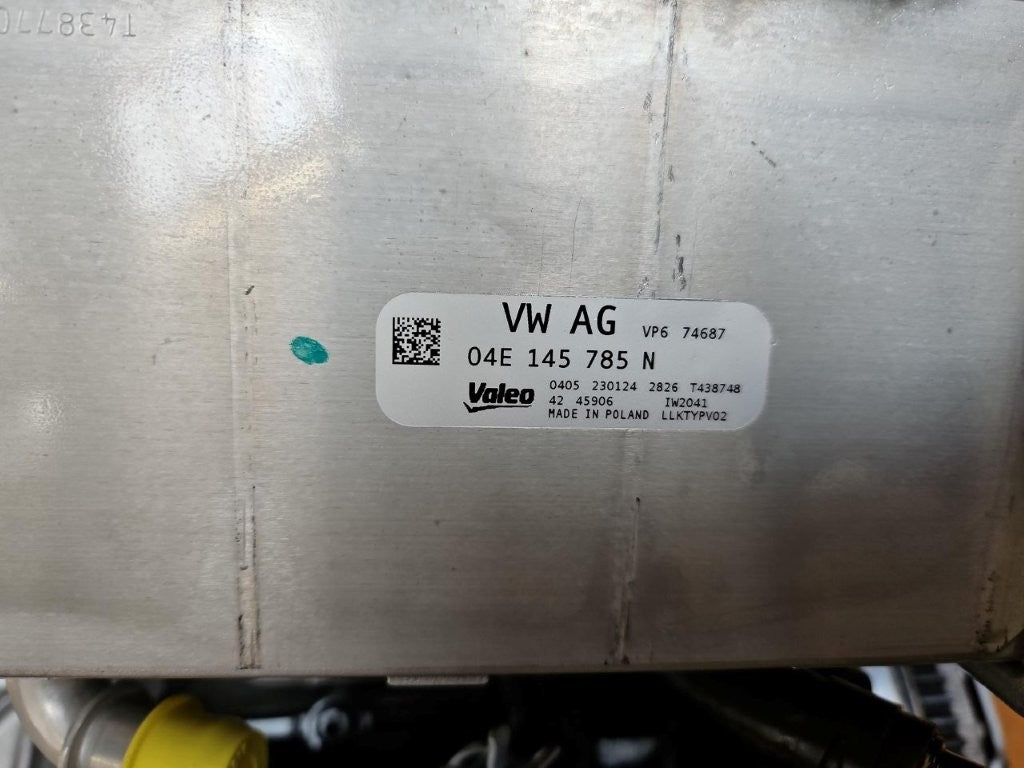 T438770
VW AG VP6 74687
04E 145 785 N
Valeo 0405 230124 2826 T438748
42 45906 IW2041
MADE IN POLAND LLKTYPV02